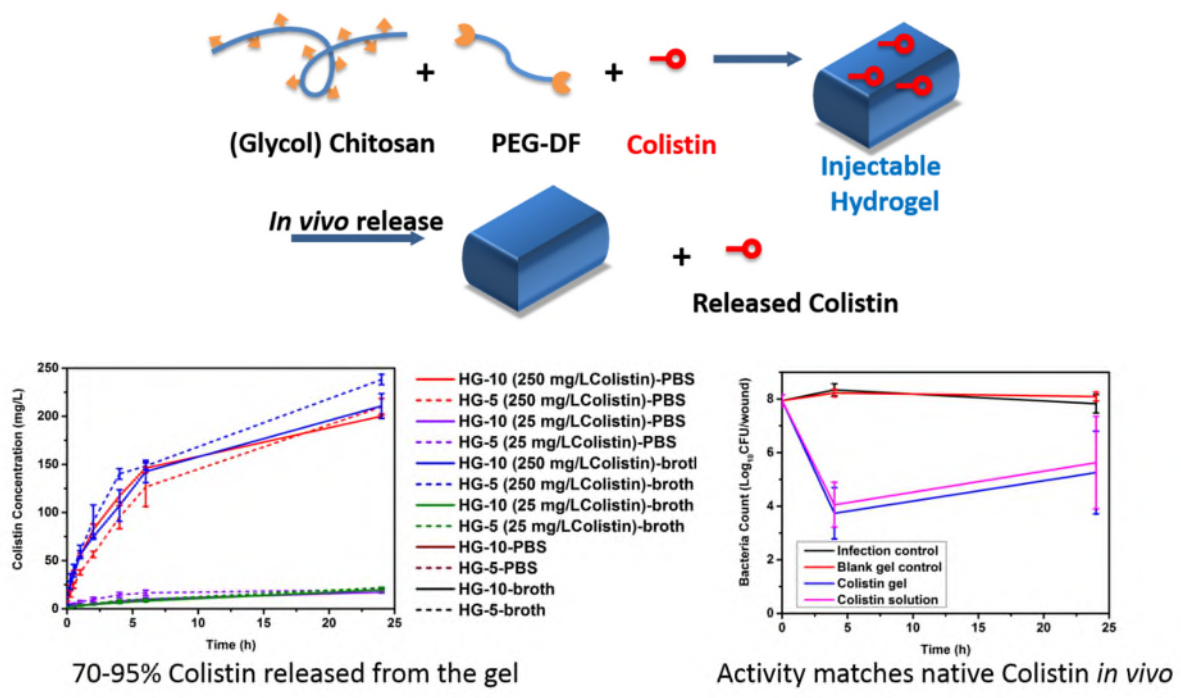 +
+
(Glycol) Chitosan
PEG-DF
Colistin
Injectable
Hydrogel
In vivo release
+
Released Colistin
250
200
150
100
50
0
0
5
10
15
20
25
Colistin Concentration (mg/L)
Time (h)
HG-10 (250 mg/LColistin)-PBS
HG-5 (250 mg/LColistin)-PBS
HG-10 (25 mg/LColistin)-PBS
HG-5 (25 mg/LColistin)-PBS
HG-10 (250 mg/LColistin)-brotl
HG-5 (250 mg/LColistin)-broth
HG-10 (25 mg/LColistin)-broth
HG-5 (25 mg/LColistin)-broth
HG-10-PBS
HG-5-PBS
HG-10-broth
HG-5-broth
70-95% Colistin released from the gel
8
6
4
2
0
0
5
10
15
20
25
Bacteria Count (Log₁₀CFU/wound)
Time (h)
Infection control
Blank gel control
Colistin gel
Colistin solution
Activity matches native Colistin in vivo